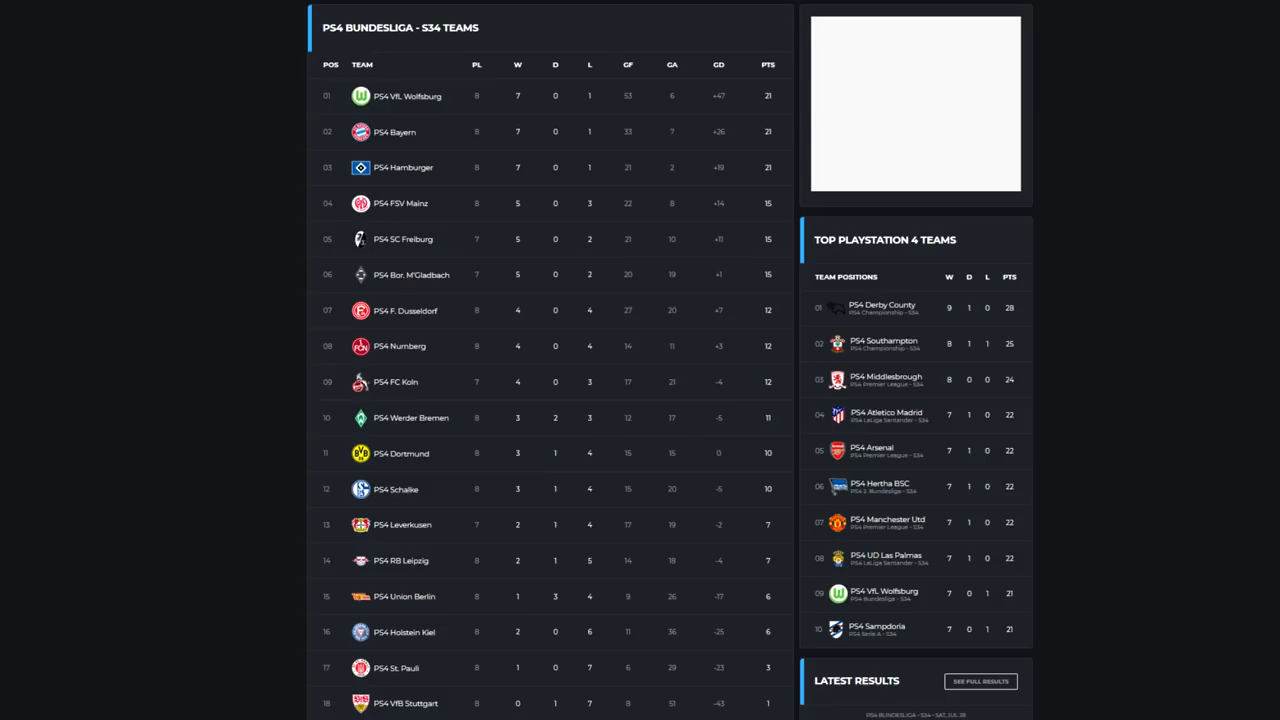 PS4 BUNDESLIGA - S34 TEAMS
POS TEAM PL W D L GF GA GD PTS
01 PS4 VfL Wolfsburg 8 7 0 1 53 6 +47 21
02 PS4 Bayern 8 7 0 1 33 7 +26 21
03 PS4 Hamburger 8 7 0 1 21 2 +19 21
04 PS4 FSV Mainz 8 5 0 3 22 8 +14 15
05 PS4 SC Freiburg 7 5 0 2 21 10 +11 15
06 PS4 Bor. M'Gladbach 7 5 0 2 20 19 +1 15
07 PS4 F. Dusseldorf 8 4 0 4 27 20 +7 12
08 PS4 Nurnberg 8 4 0 4 14 11 +3 12
09 PS4 FC Koln 7 4 0 3 17 21 -4 12
10 PS4 Werder Bremen 8 3 2 3 12 17 -5 11
11 PS4 Dortmund 8 3 1 4 15 15 0 10
12 PS4 Schalke 8 3 1 4 15 20 -5 10
13 PS4 Leverkusen 7 2 1 4 17 19 -2 7
14 PS4 RB Leipzig 8 2 1 5 14 18 -4 7
15 PS4 Union Berlin 8 1 3 4 9 26 -17 6
16 PS4 Holstein Kiel 8 2 0 6 11 36 -25 6
17 PS4 St. Pauli 8 1 0 7 6 29 -23 3
18 PS4 VfB Stuttgart 8 0 1 7 8 51 -43 1
TOP PLAYSTATION 4 TEAMS
TEAM POSITIONS W D L PTS
01 PS4 Derby County 9 1 0 28
PS4 Championship - S34
02 PS4 Southampton 8 1 1 25
PS4 Championship - S34
03 PS4 Middlesbrough 8 0 0 24
PS4 Premier League - S34
04 PS4 Atletico Madrid 7 1 0 22
PS4 LaLiga Santander - S34
05 PS4 Arsenal 7 1 0 22
PS4 Premier League - S34
06 PS4 Hertha BSC 7 1 0 22
PS4 2. Bundesliga - S34
07 PS4 Manchester Utd 7 1 0 22
PS4 Premier League - S34
08 PS4 UD Las Palmas 7 1 0 22
PS4 LaLiga Santander - S34
09 PS4 VfL Wolfsburg 7 0 1 21
PS4 Bundesliga - S34
10 PS4 Sampdoria 7 0 1 21
PS4 Serie A - S34
LATEST RESULTS SEE FULL RESULTS
PS4 BUNDESLIGA - S34 - SAT, JUL, 28